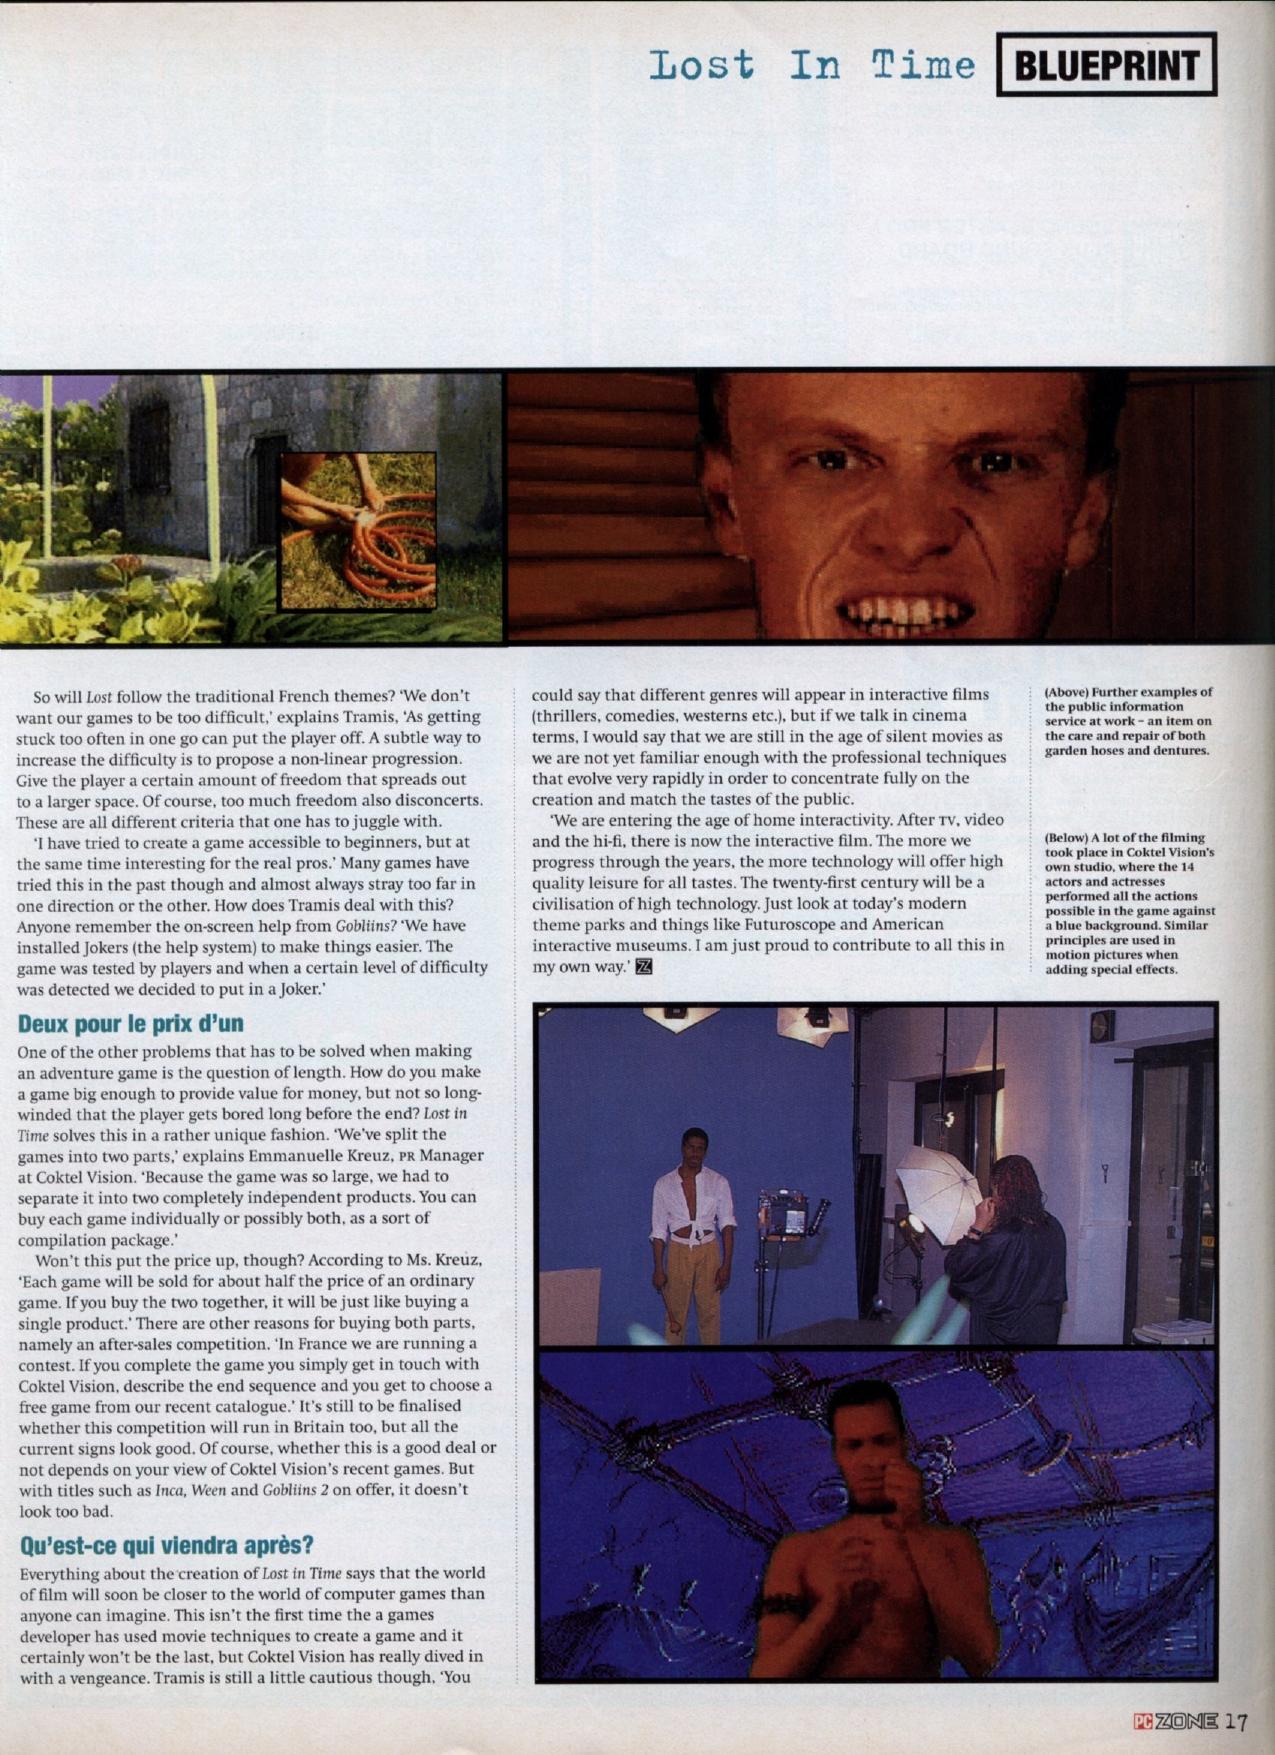 Lost In Time BLUEPRINT
So will Lost follow the traditional French themes? ‘We don’t
want our games to be too difficult,’ explains Tramis, ‘As getting
stuck too often in one go can put the player off. A subtle way to
increase the difficulty is to propose a non-linear progression.
Give the player a certain amount of freedom that spreads out
to a larger space. Of course, too much freedom also disconcerts.
These are all different criteria that one has to juggle with.
‘I have tried to create a game accessible to beginners, but at
the same time interesting for the real pros.’ Many games have
tried this in the past though and almost always stray too far in
one direction or the other. How does Tramis deal with this?
Anyone remember the on-screen help from Gobliins? ‘We have
installed Jokers (the help system) to make things easier. The
game was tested by players and when a certain level of difficulty
was detected we decided to put in a Joker.’
Deux pour le prix d’un
One of the other problems that has to be solved when making
an adventure game is the question of length. How do you make
a game big enough to provide value for money, but not so long-
winded that the player gets bored long before the end? Lost in
Time solves this in a rather unique fashion. ‘We’ve split the
games into two parts,’ explains Emmanuelle Kreuz, PR Manager
at Coktel Vision. ‘Because the game was so large, we had to
separate it into two completely independent products. You can
buy each game individually or possibly both, as a sort of
compilation package.’
Won’t this put the price up, though? According to Ms. Kreuz,
‘Each game will be sold for about half the price of an ordinary
game. If you buy the two together, it will be just like buying a
single product.’ There are other reasons for buying both parts,
namely an after-sales competition. ‘In France we are running a
contest. If you complete the game you simply get in touch with
Coktel Vision, describe the end sequence and you get to choose a
free game from our recent catalogue.’ It’s still to be finalised
whether this competition will run in Britain too, but all the
current signs look good. Of course, whether this is a good deal or
not depends on your view of Coktel Vision’s recent games. But
with titles such as Inca, Ween and Gobliins 2 on offer, it doesn’t
look too bad.
Qu’est-ce qui viendra après?
Everything about the creation of Lost in Time says that the world
of film will soon be closer to the world of computer games than
anyone can imagine. This isn’t the first time the a games
developer has used movie techniques to create a game and it
certainly won’t be the last, but Coktel Vision has really dived in
with a vengeance. Tramis is still a little cautious though, ‘You
could say that different genres will appear in interactive films
(thrillers, comedies, westerns etc.), but if we talk in cinema
terms, I would say that we are still in the age of silent movies as
we are not yet familiar enough with the professional techniques
that evolve very rapidly in order to concentrate fully on the
creation and match the tastes of the public.
‘We are entering the age of home interactivity. After TV, video
and the hi-fi, there is now the interactive film. The more we
progress through the years, the more technology will offer high
quality leisure for all tastes. The twenty-first century will be a
civilisation of high technology. Just look at today’s modern
theme parks and things like Futuroscope and American
interactive museums. I am just proud to contribute to all this in
my own way.’ Z
(Above) Further examples of
the public information
service at work – an item on
the care and repair of both
garden hoses and dentures.
(Below) A lot of the filming
took place in Coktel Vision’s
own studio, where the 14
actors and actresses
performed all the actions
possible in the game against
a blue background. Similar
principles are used in
motion pictures when
adding special effects.
PC ZONE 17